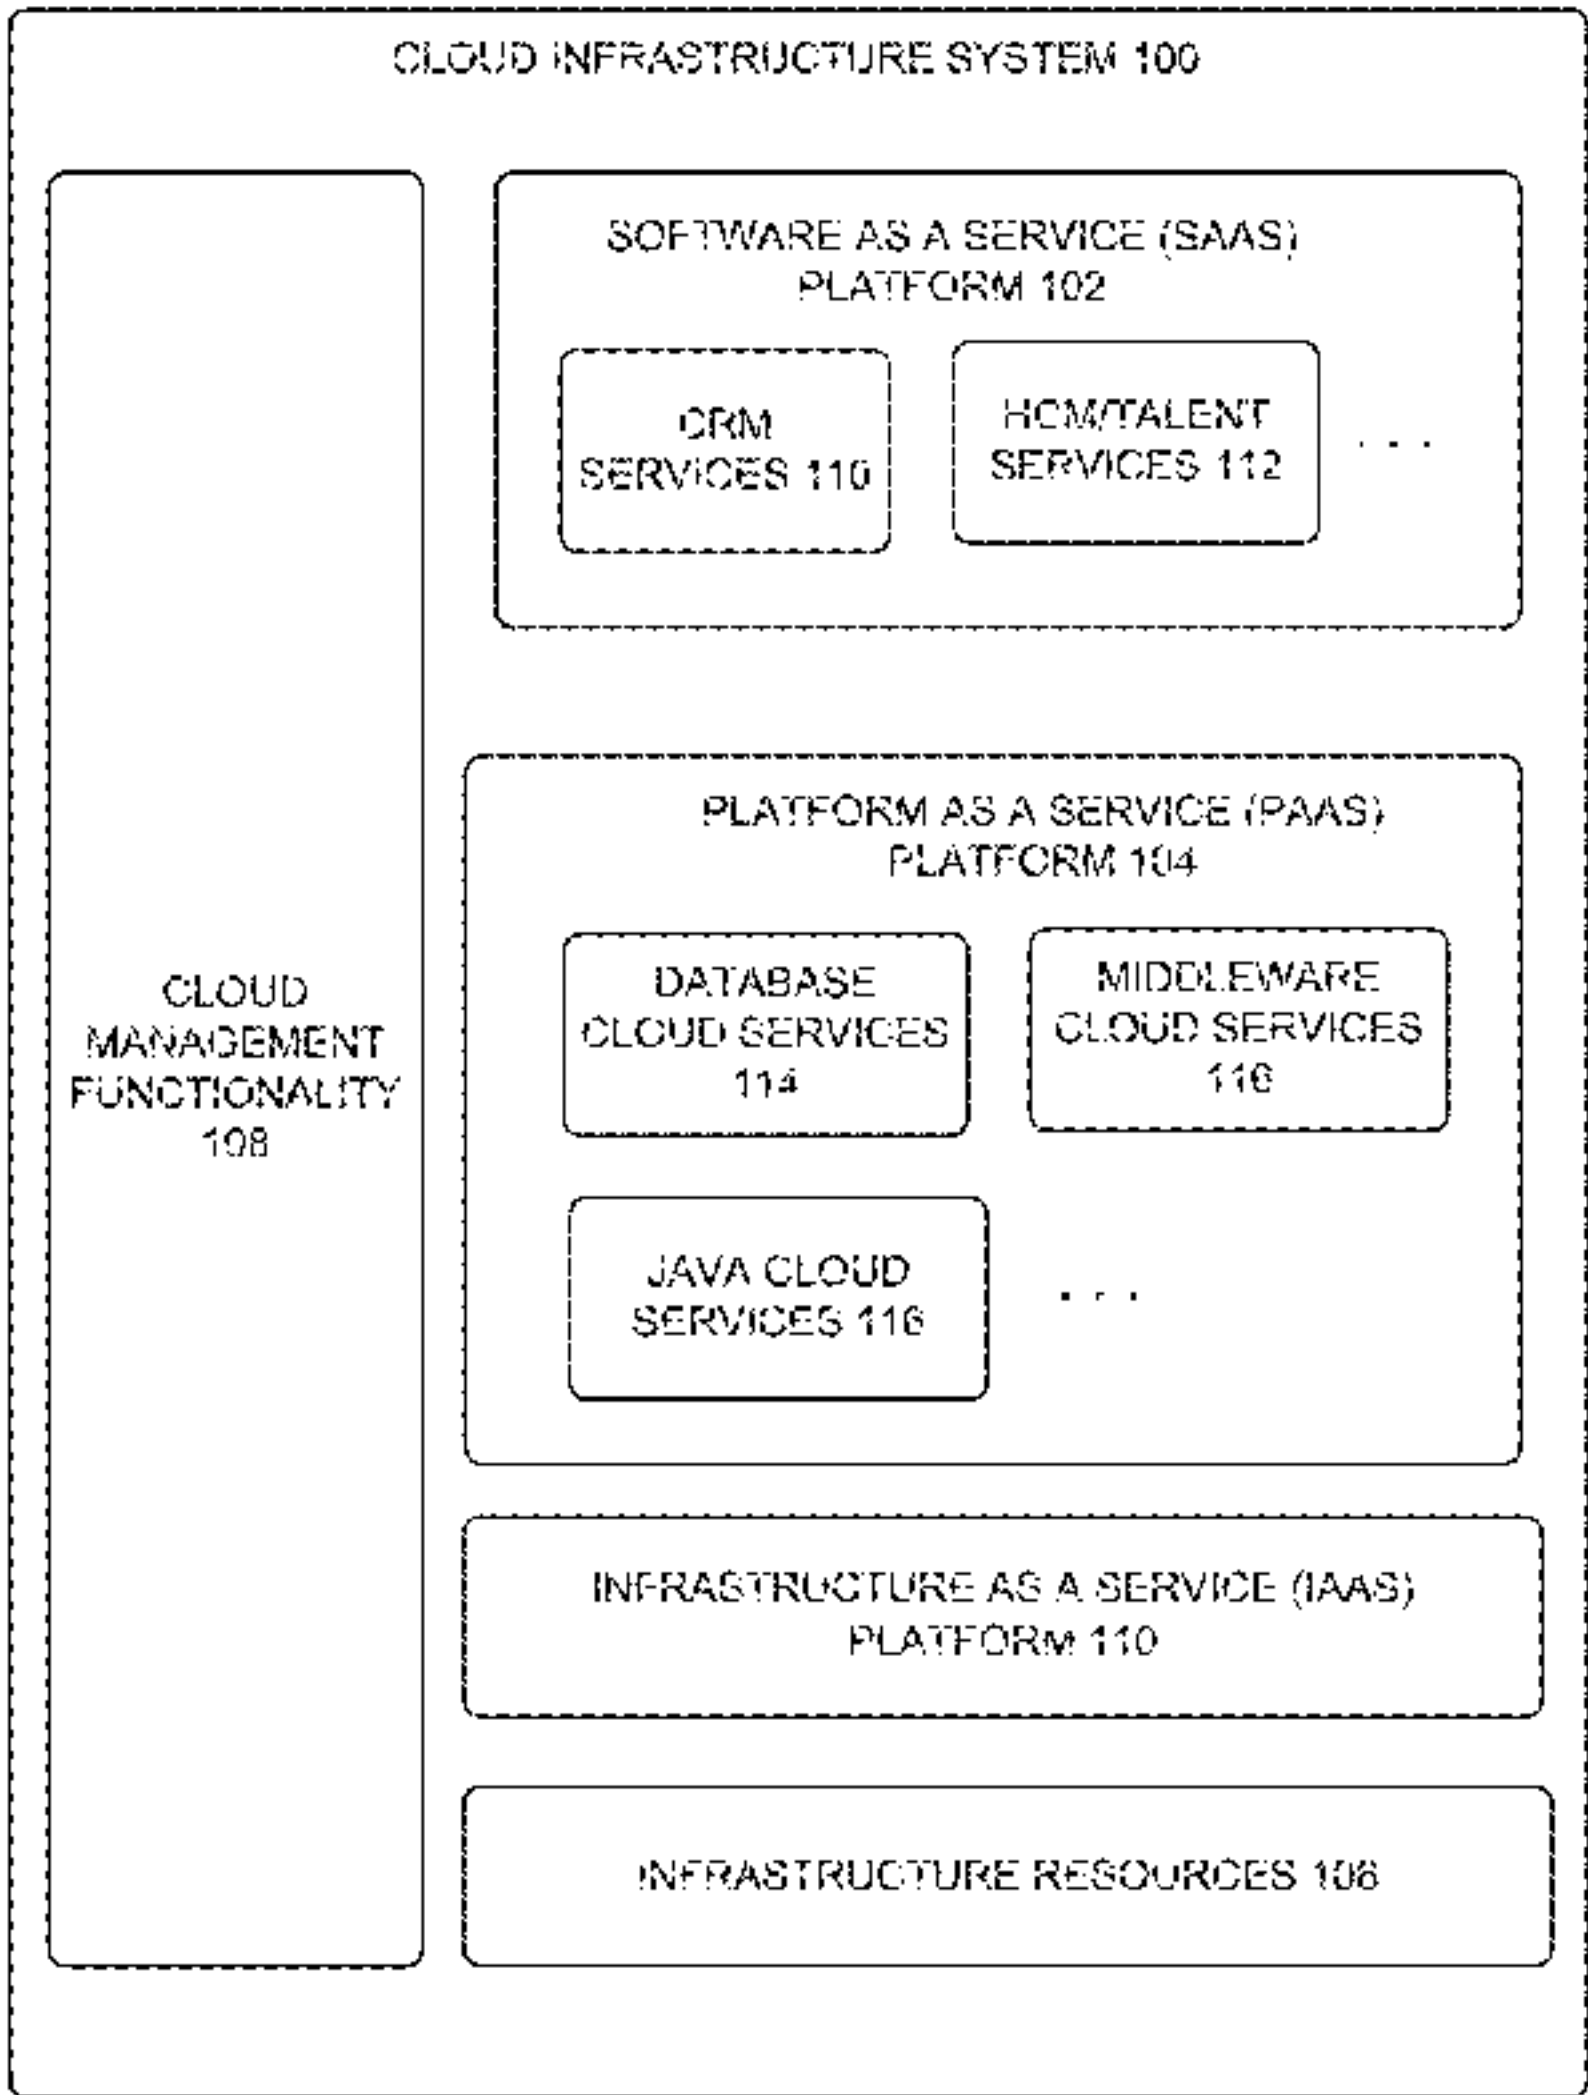 CLOUD INFRASTRUCTURE SYSTEM 100
SOFTWARE AS A SERVICE (SAAS)
PLATFORM 102
CRM
SERVICES 110
HCM/TALENT
SERVICES 112
. . .
PLATFORM AS A SERVICE (PAAS)
PLATFORM 104
DATABASE
CLOUD SERVICES
114
MIDDLEWARE
CLOUD SERVICES
116
JAVA CLOUD
SERVICES 116
. . .
CLOUD
MANAGEMENT
FUNCTIONALITY
108
INFRASTRUCTURE AS A SERVICE (IAAS)
PLATFORM 110
INFRASTRUCTURE RESOURCES 106